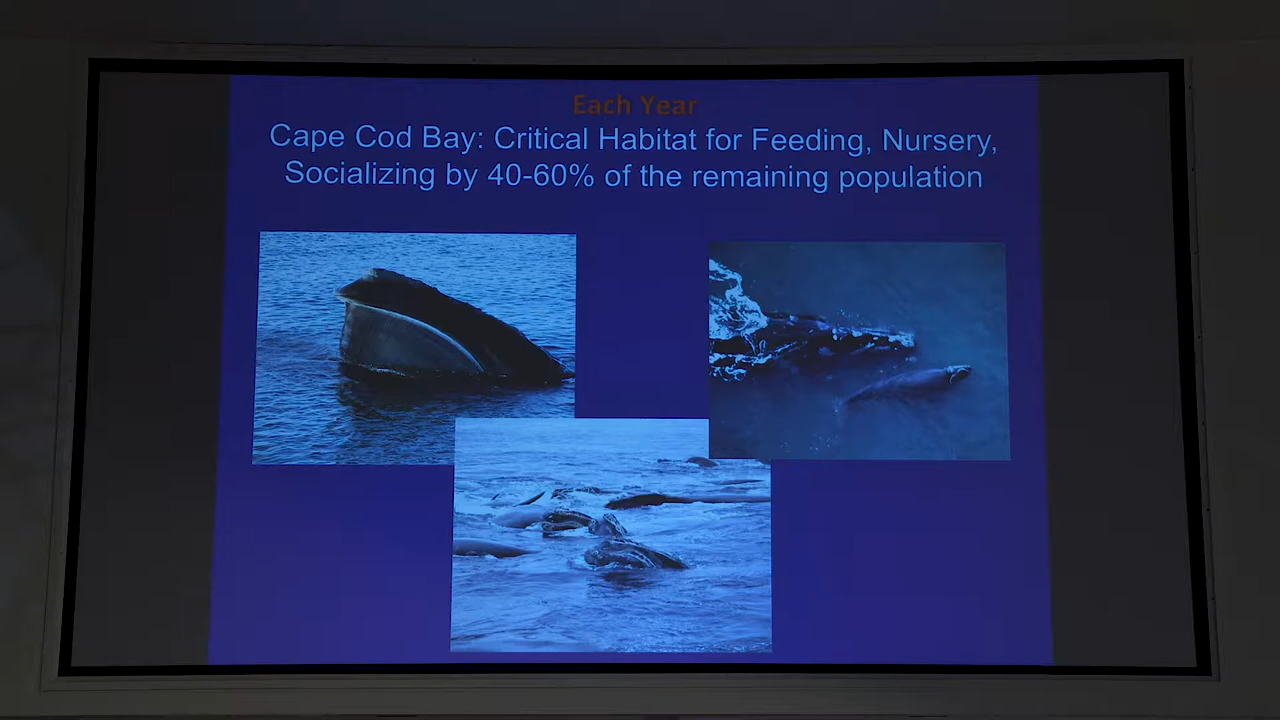 Each Year
Cape Cod Bay: Critical Habitat for Feeding, Nursery,
Socializing by 40-60% of the remaining population